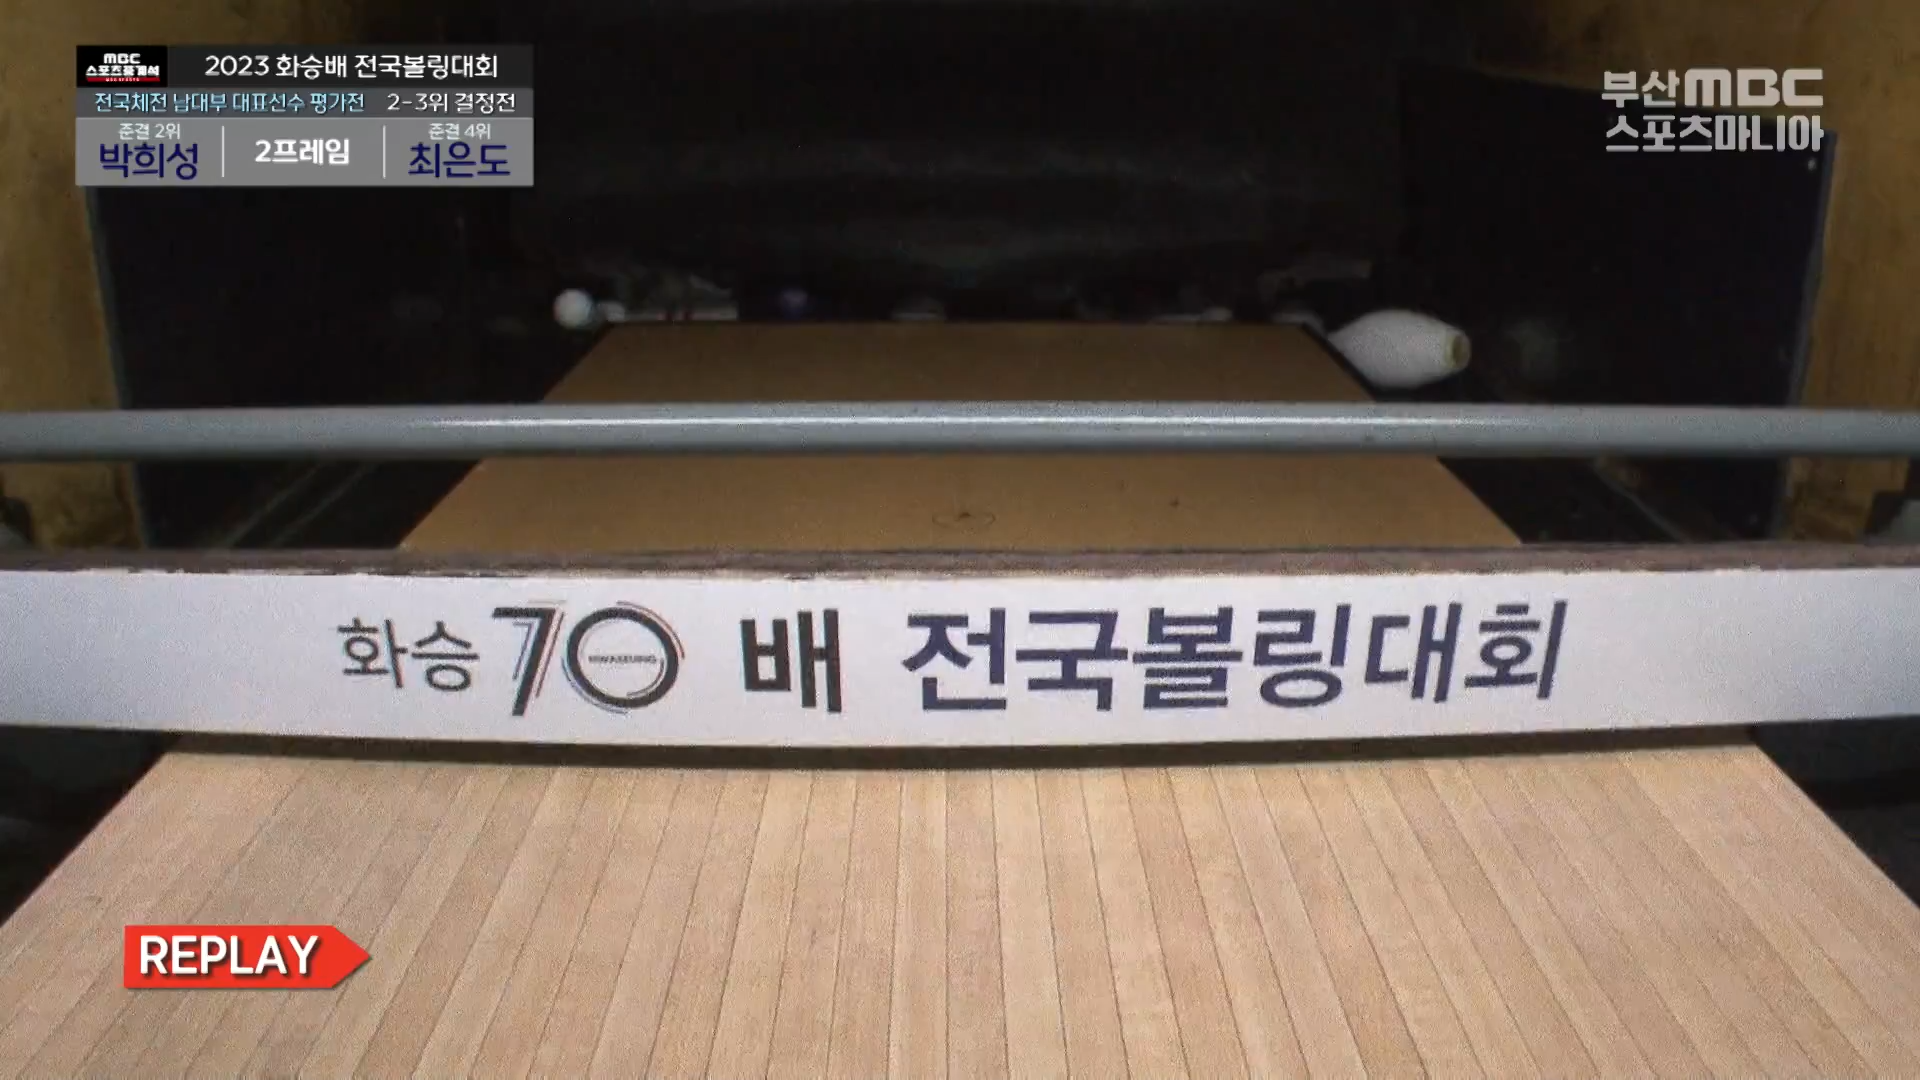 MBC
스포츠중계석
2023 화승배 전국볼링대회
전국체전 남대부 대표선수 평가전 2-3위 결정전
준결 2위
박희성
2프레임
준결 4위
최은도
부산MBC
스포츠마니아
화승 70 배 전국볼링대회
HWASEUNG
REPLAY